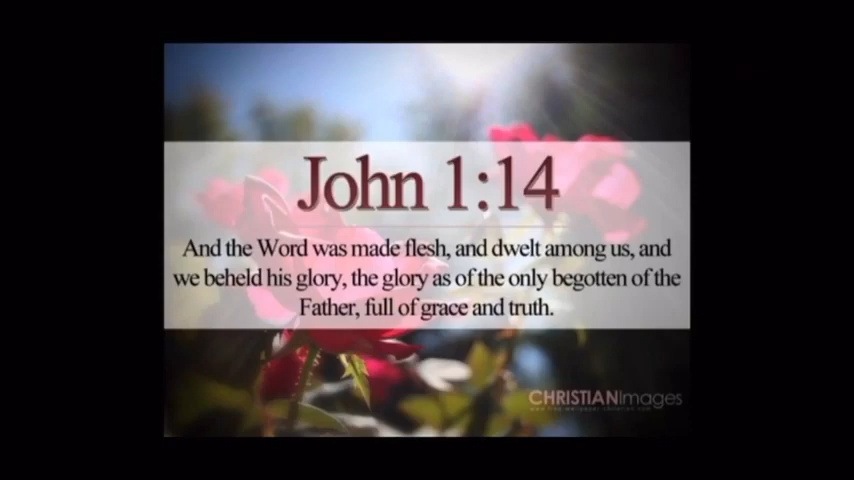 John 1:14
And the Word was made flesh, and dwelt among us, and
we beheld his glory, the glory as of the only begotten of the
Father, full of grace and truth.
CHRISTIANImages